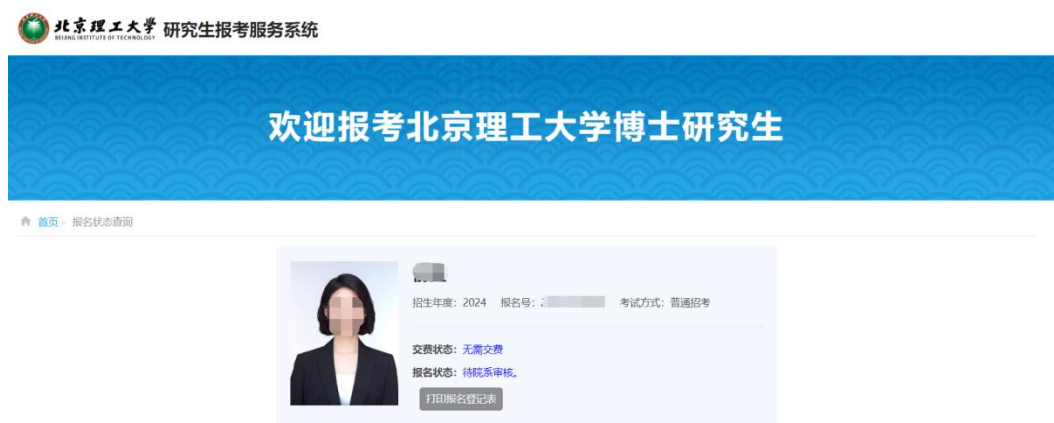 北京理工大学 研究生报考服务系统
BEIJING INSTITUTE OF TECHNOLOGY
欢迎报考北京理工大学博士研究生
首页» 报名状态查询
招生年度：2024 报名号：2 考试方式：普通招考
交费状态：无需交费
报名状态：待院系审核。
打印报名登记表